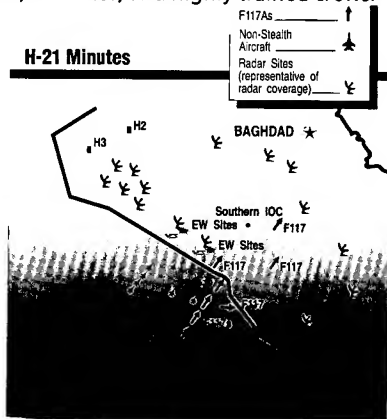 F117As
Non-Stealth
Aircraft
Radar Sites
(representative of
radar coverage)
H-21 Minutes
H2
H3
BAGHDAD
Southern IOC
EW Sites
F117
EW Sites
F117
F117